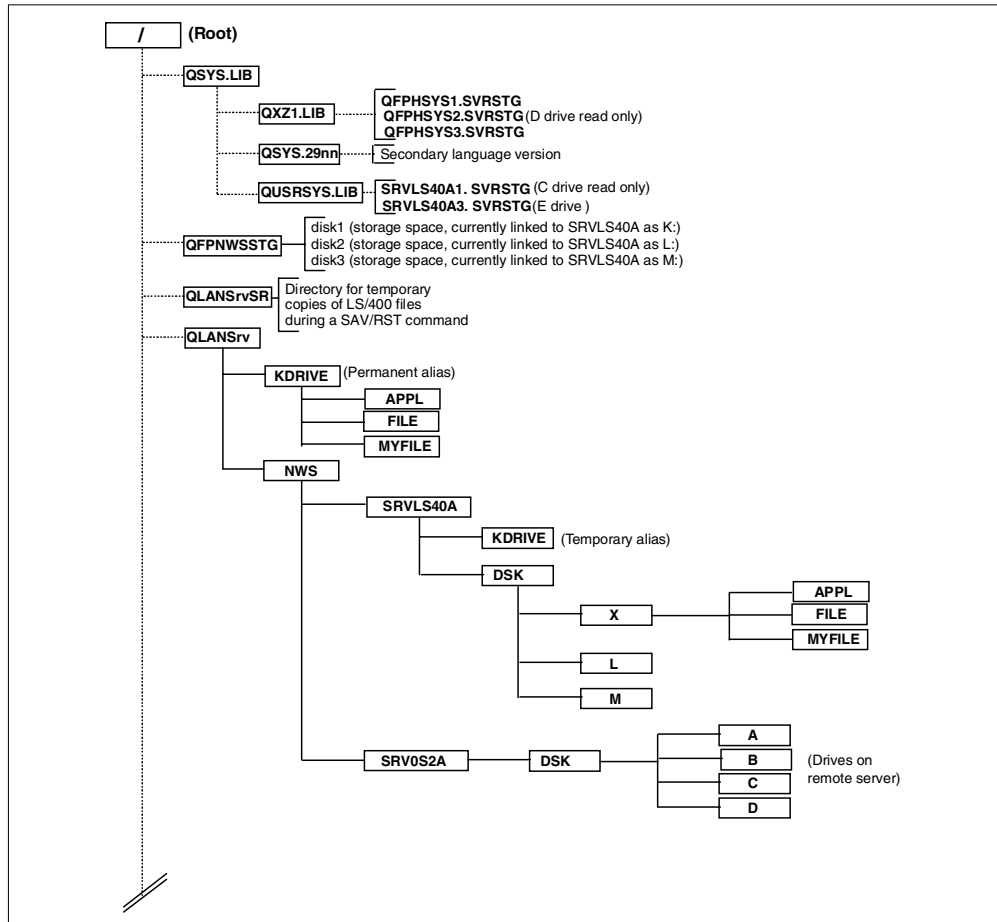 / (Root)
QSYS.LIB
QXZ1.LIB
QFPHSYS1.SVRSTG
QFPHSYS2.SVRSTG (D drive read only)
QFPHSYS3.SVRSTG
QSYS.29nn
Secondary language version
QUSRSYS.LIB
SRVLS40A1. SVRSTG (C drive read only)
SRVLS40A3. SVRSTG (E drive )
QFPNWSSTG
disk1 (storage space, currently linked to SRVLS40A as K:)
disk2 (storage space, currently linked to SRVLS40A as L:)
disk3 (storage space, currently linked to SRVLS40A as M:)
QLANSrvSR
Directory for temporary
copies of LS/400 files
during a SAV/RST command
QLANSrv
KDRIVE (Permanent alias)
APPL
FILE
MYFILE
NWS
SRVLS40A
KDRIVE (Temporary alias)
DSK
X
APPL
FILE
MYFILE
L
M
SRV0S2A
DSK
A
B
C
D
(Drives on
remote server)